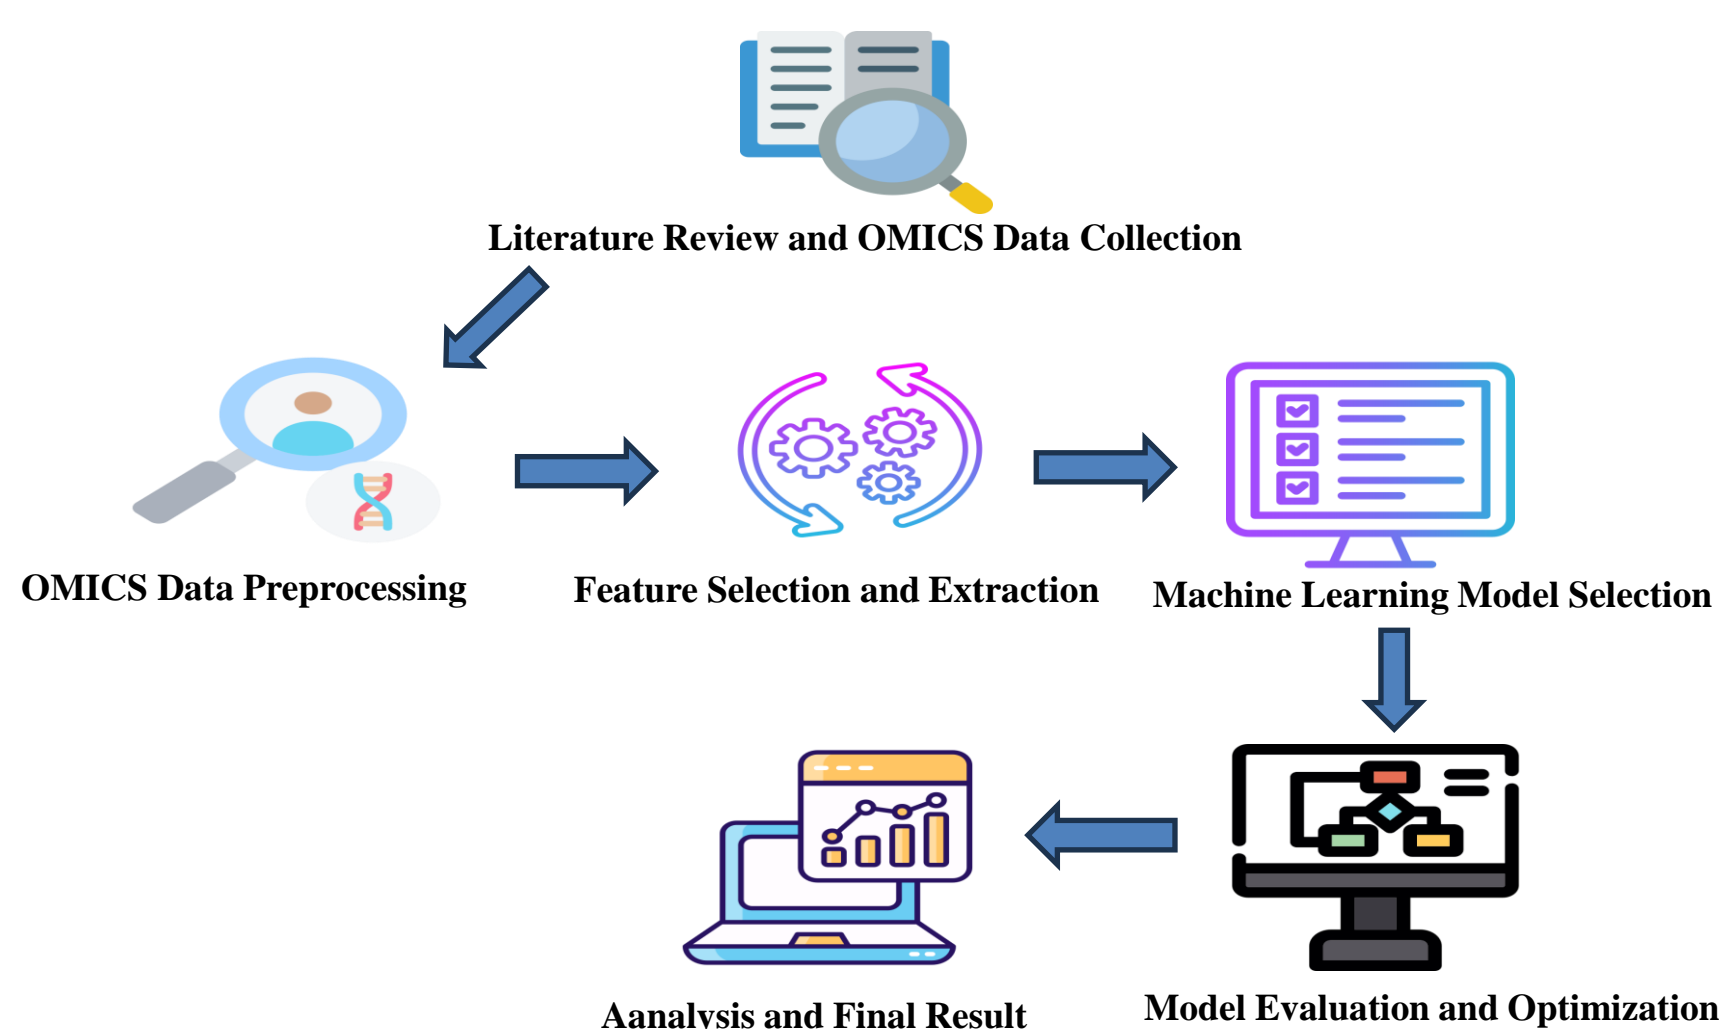 Literature Review and OMICS Data Collection
OMICS Data Preprocessing
Feature Selection and Extraction
Machine Learning Model Selection
Aanalysis and Final Result
Model Evaluation and Optimization